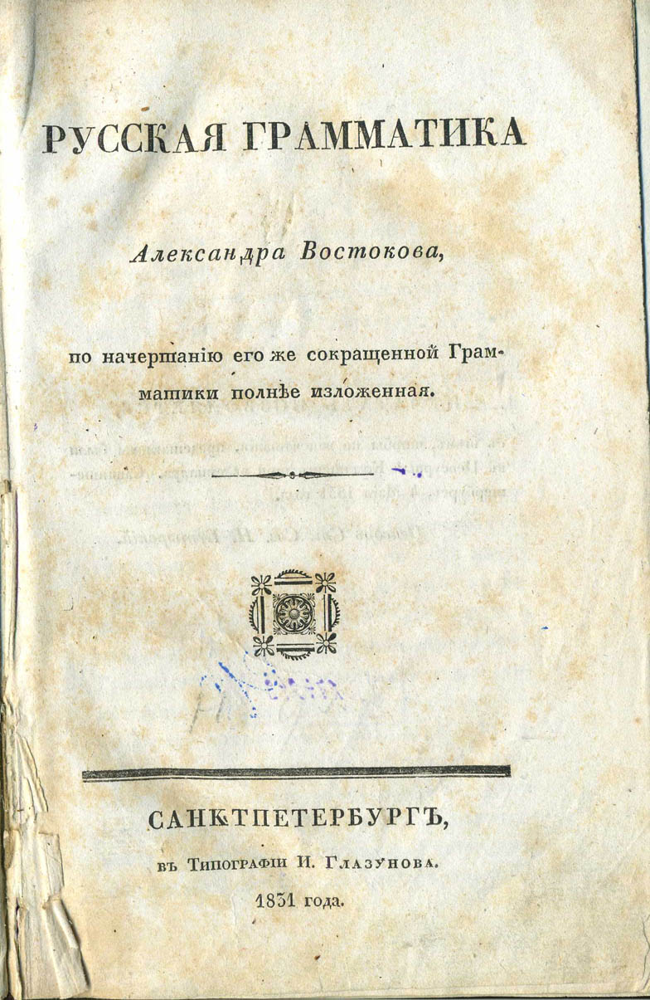 РУССКАЯ ГРАММАТИКА
Александра Востокова,
по начертанію его же сокращенной Грам-
матики полнѣе изложенная.
САНКТПЕТЕРБУРГЪ,
въ Типографіи И. Глазунова.
1831 года.